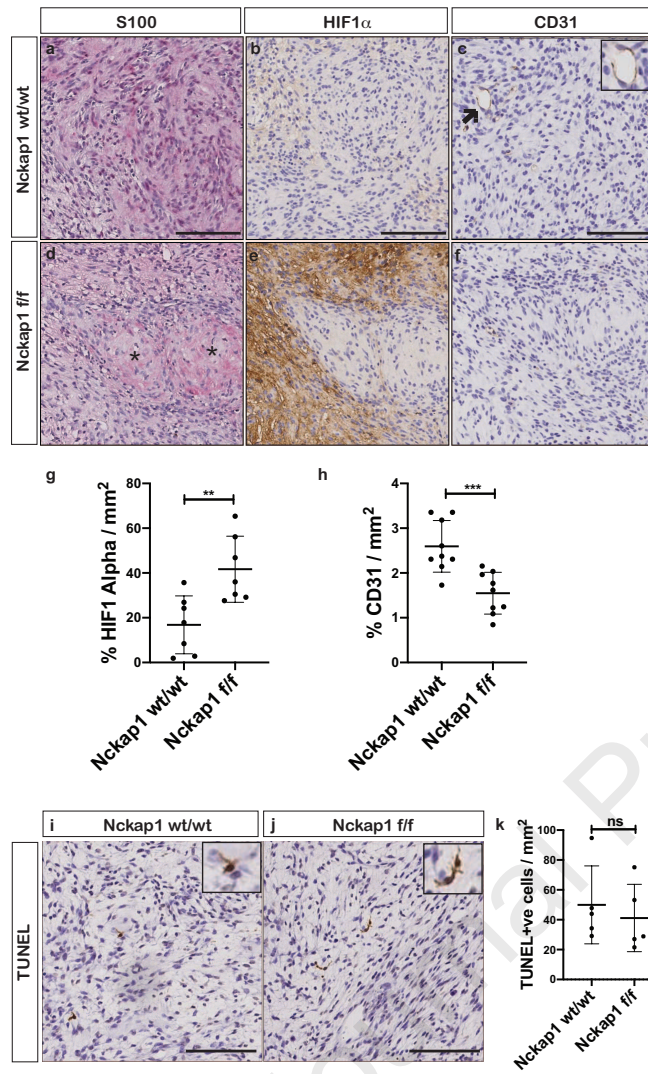 S100
HIF1α
CD31
Nckap1 wt/wt
a
b
c
Nckap1 f/f
d
e
f
*
*
g
% HIF1 Alpha / mm2
80
60
40
20
0
**
Nckap1 wt/wt
Nckap1 f/f
h
% CD31 / mm2
4
3
2
1
0
***
Nckap1 wt/wt
Nckap1 f/f
i
Nckap1 wt/wt
j
Nckap1 f/f
TUNEL
k
TUNEL+ve cells / mm2
100
80
60
40
20
0
ns
Nckap1 wt/wt
Nckap1 f/f